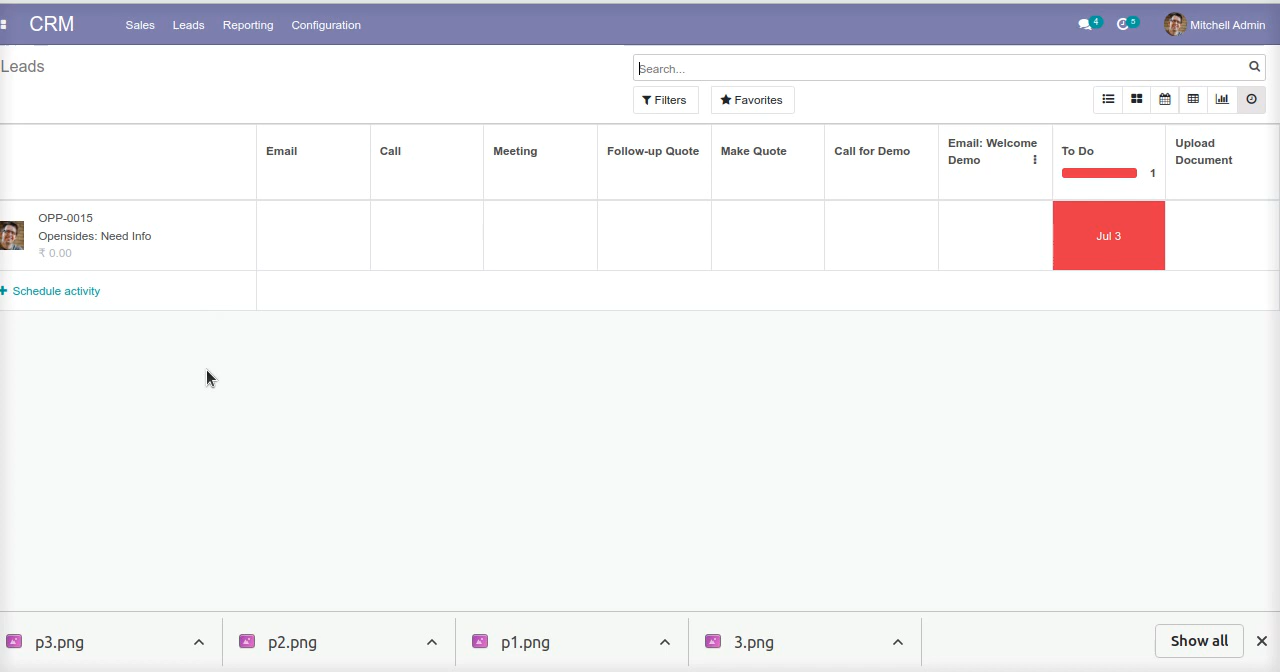 CRM Sales Leads Reporting Configuration 4 5 Mitchell Admin
Leads
Search...
Filters Favorites
Email Call Meeting Follow-up Quote Make Quote Call for Demo Email: Welcome Demo To Do 1 Upload Document
OPP-0015
Opensides: Need Info
₹ 0.00
Jul 3
+ Schedule activity
p3.png p2.png p1.png 3.png Show all